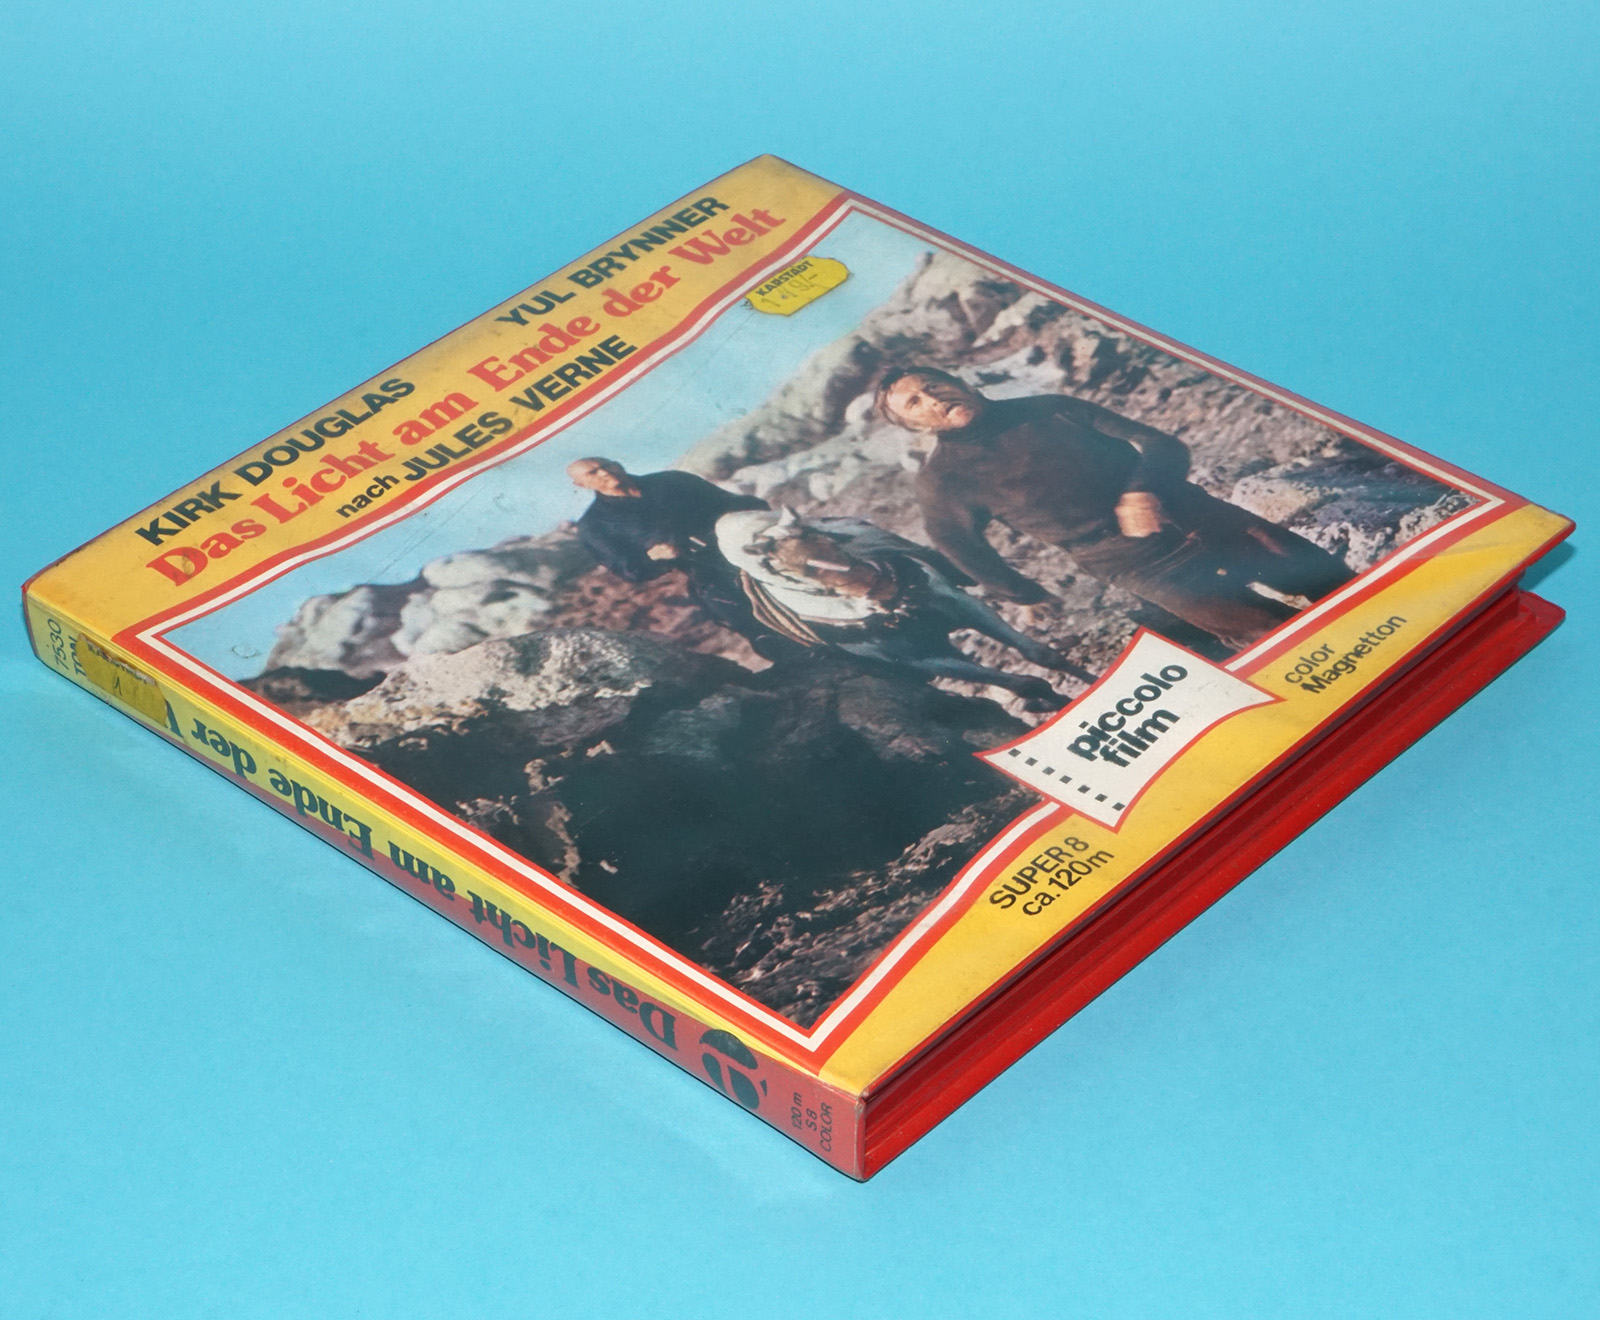 KIRK DOUGLAS YUL BRYNNER
Das Licht am Ende der Welt
nach JULES VERNE
KARSTADT
piccolo
film
color
Magnetton
SUPER 8
ca. 120m
7530
Das Licht am Ende der
120 m
S 8
COLOR